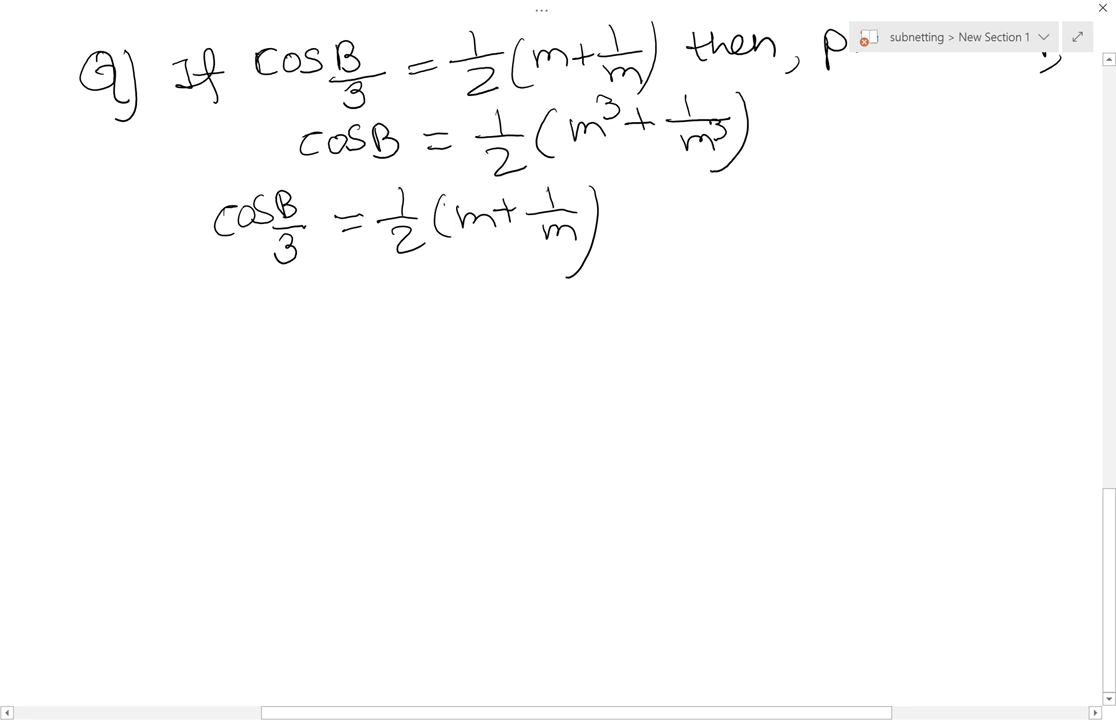 ...
subnetting > New Section 1
Q) If cos B/3 = 1/2 (m + 1/m) then,
cos B = 1/2 (m³ + 1/m³)
cos B/3 = 1/2 (m + 1/m)